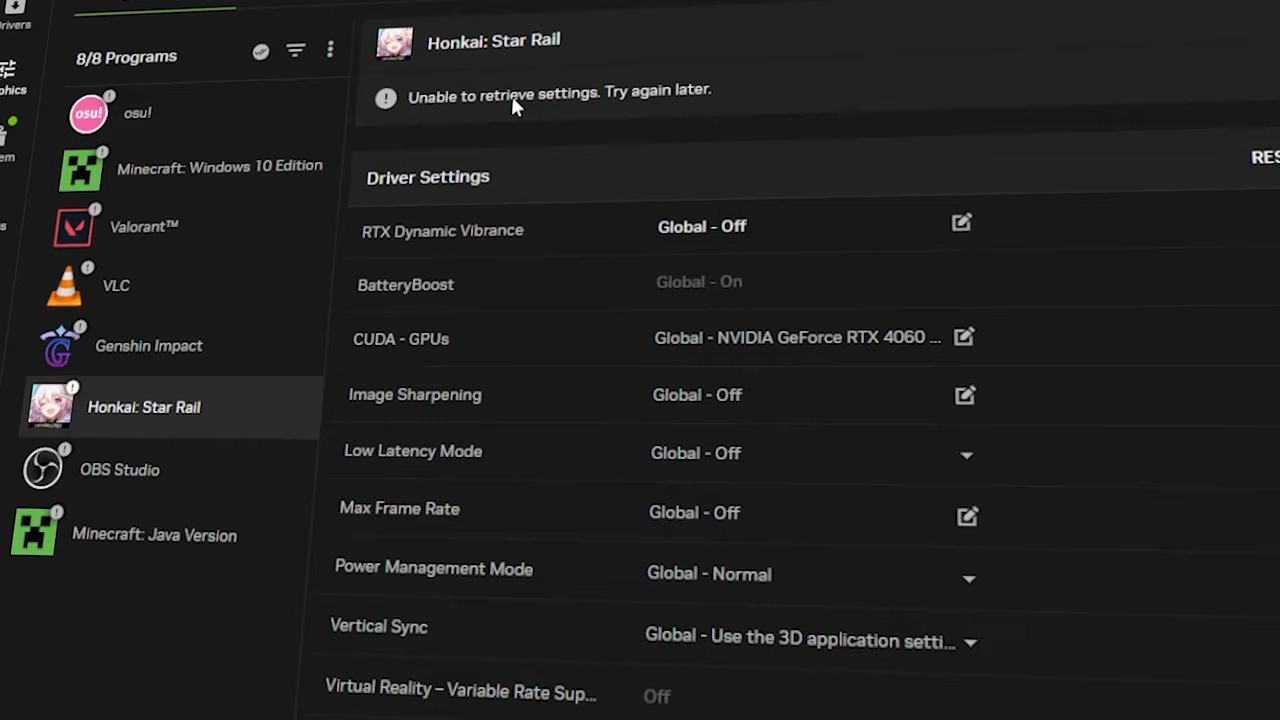 rivers
phics
em
s
8/8 Programs
osu!
osu!
Minecraft: Windows 10 Edition
Valorant™
VLC
Genshin Impact
Honkai: Star Rail
OBS Studio
Minecraft: Java Version
Honkai: Star Rail
Unable to retrieve settings. Try again later.
Driver Settings
RES
RTX Dynamic Vibrance
Global - Off
BatteryBoost
Global - On
CUDA - GPUs
Global - NVIDIA GeForce RTX 4060 ...
Image Sharpening
Global - Off
Low Latency Mode
Global - Off
Max Frame Rate
Global - Off
Power Management Mode
Global - Normal
Vertical Sync
Global - Use the 3D application setti...
Virtual Reality – Variable Rate Sup...
Off